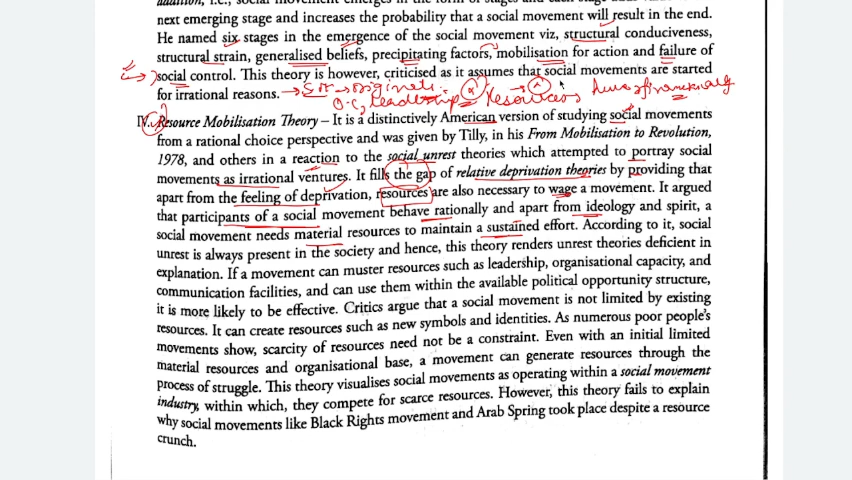 next emerging stage and increases the probability that a social movement will result in the end.
He named six stages in the emergence of the social movement viz, structural conduciveness,
structural strain, generalised beliefs, precipitating factors, mobilisation for action and failure of
social control. This theory is however, criticised as it assumes that social movements are started
for irrational reasons.
Resources
IV. Resource Mobilisation Theory – It is a distinctively American version of studying social movements
from a rational choice perspective and was given by Tilly, in his From Mobilisation to Revolution,
1978, and others in a reaction to the social unrest theories which attempted to portray social
movements as irrational ventures. It fills the gap of relative deprivation theories by providing that
apart from the feeling of deprivation, resources are also necessary to wage a movement. It argued
that participants of a social movement behave rationally and apart from ideology and spirit, a
social movement needs material resources to maintain a sustained effort. According to it, social
unrest is always present in the society and hence, this theory renders unrest theories deficient in
explanation. If a movement can muster resources such as leadership, organisational capacity, and
communication facilities, and can use them within the available political opportunity structure,
it is more likely to be effective. Critics argue that a social movement is not limited by existing
resources. It can create resources such as new symbols and identities. As numerous poor people's
movements show, scarcity of resources need not be a constraint. Even with an initial limited
material resources and organisational base, a movement can generate resources through the
process of struggle. This theory visualises social movements as operating within a social movement
industry, within which, they compete for scarce resources. However, this theory fails to explain
why social movements like Black Rights movement and Arab Spring took place despite a resource
crunch.